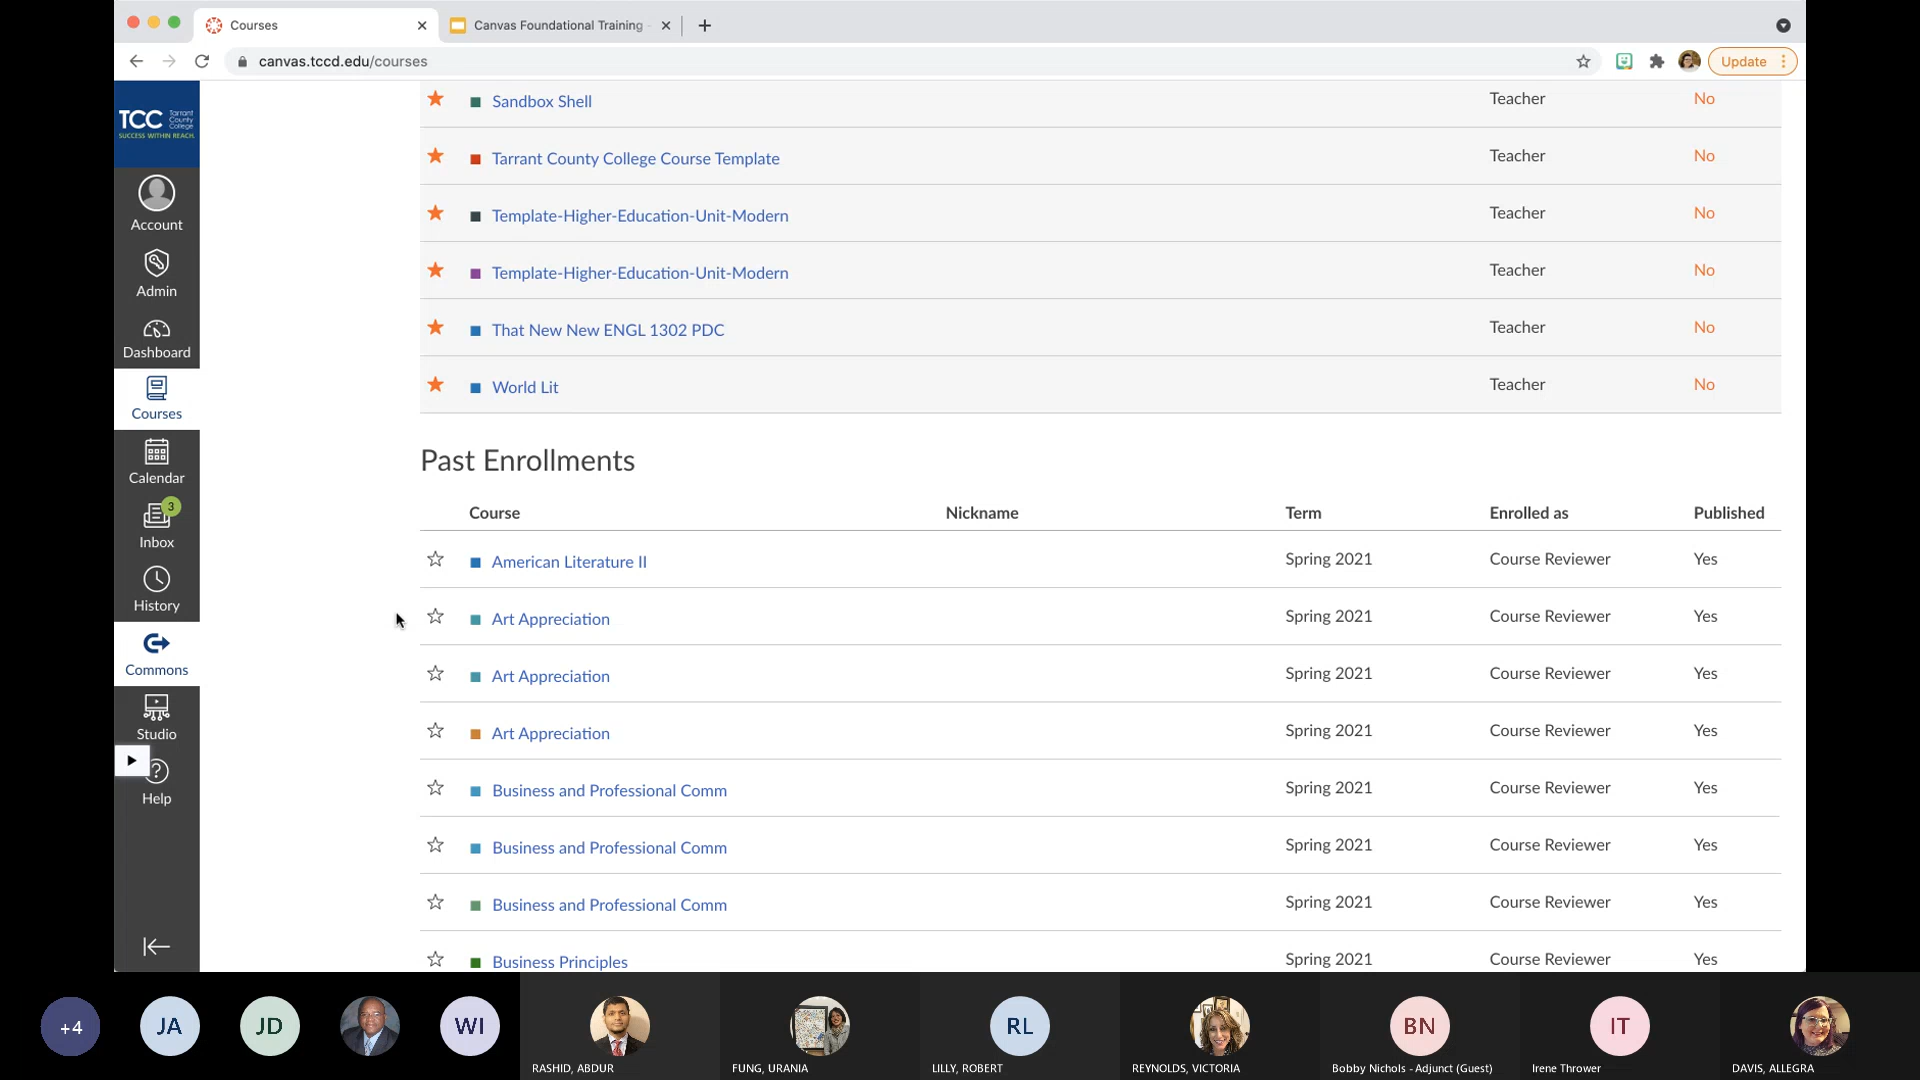 Courses
Canvas Foundational Training -
canvas.tccd.edu/courses
Update
TCC Tarrant County College
SUCCESS WITHIN REACH.
Account
Admin
Dashboard
Courses
Calendar
3
Inbox
History
Commons
Studio
?
Help
Sandbox Shell Teacher No
Tarrant County College Course Template Teacher No
Template-Higher-Education-Unit-Modern Teacher No
Template-Higher-Education-Unit-Modern Teacher No
That New New ENGL 1302 PDC Teacher No
World Lit Teacher No
Past Enrollments
Course Nickname Term Enrolled as Published
American Literature II Spring 2021 Course Reviewer Yes
Art Appreciation Spring 2021 Course Reviewer Yes
Art Appreciation Spring 2021 Course Reviewer Yes
Art Appreciation Spring 2021 Course Reviewer Yes
Business and Professional Comm Spring 2021 Course Reviewer Yes
Business and Professional Comm Spring 2021 Course Reviewer Yes
Business and Professional Comm Spring 2021 Course Reviewer Yes
Business Principles Spring 2021 Course Reviewer Yes
+4 JA JD WI RL BN IT
RASHID, ABDUR FUNG, URANIA LILLY, ROBERT REYNOLDS, VICTORIA Bobby Nichols - Adjunct (Guest) Irene Thrower DAVIS, ALLEGRA